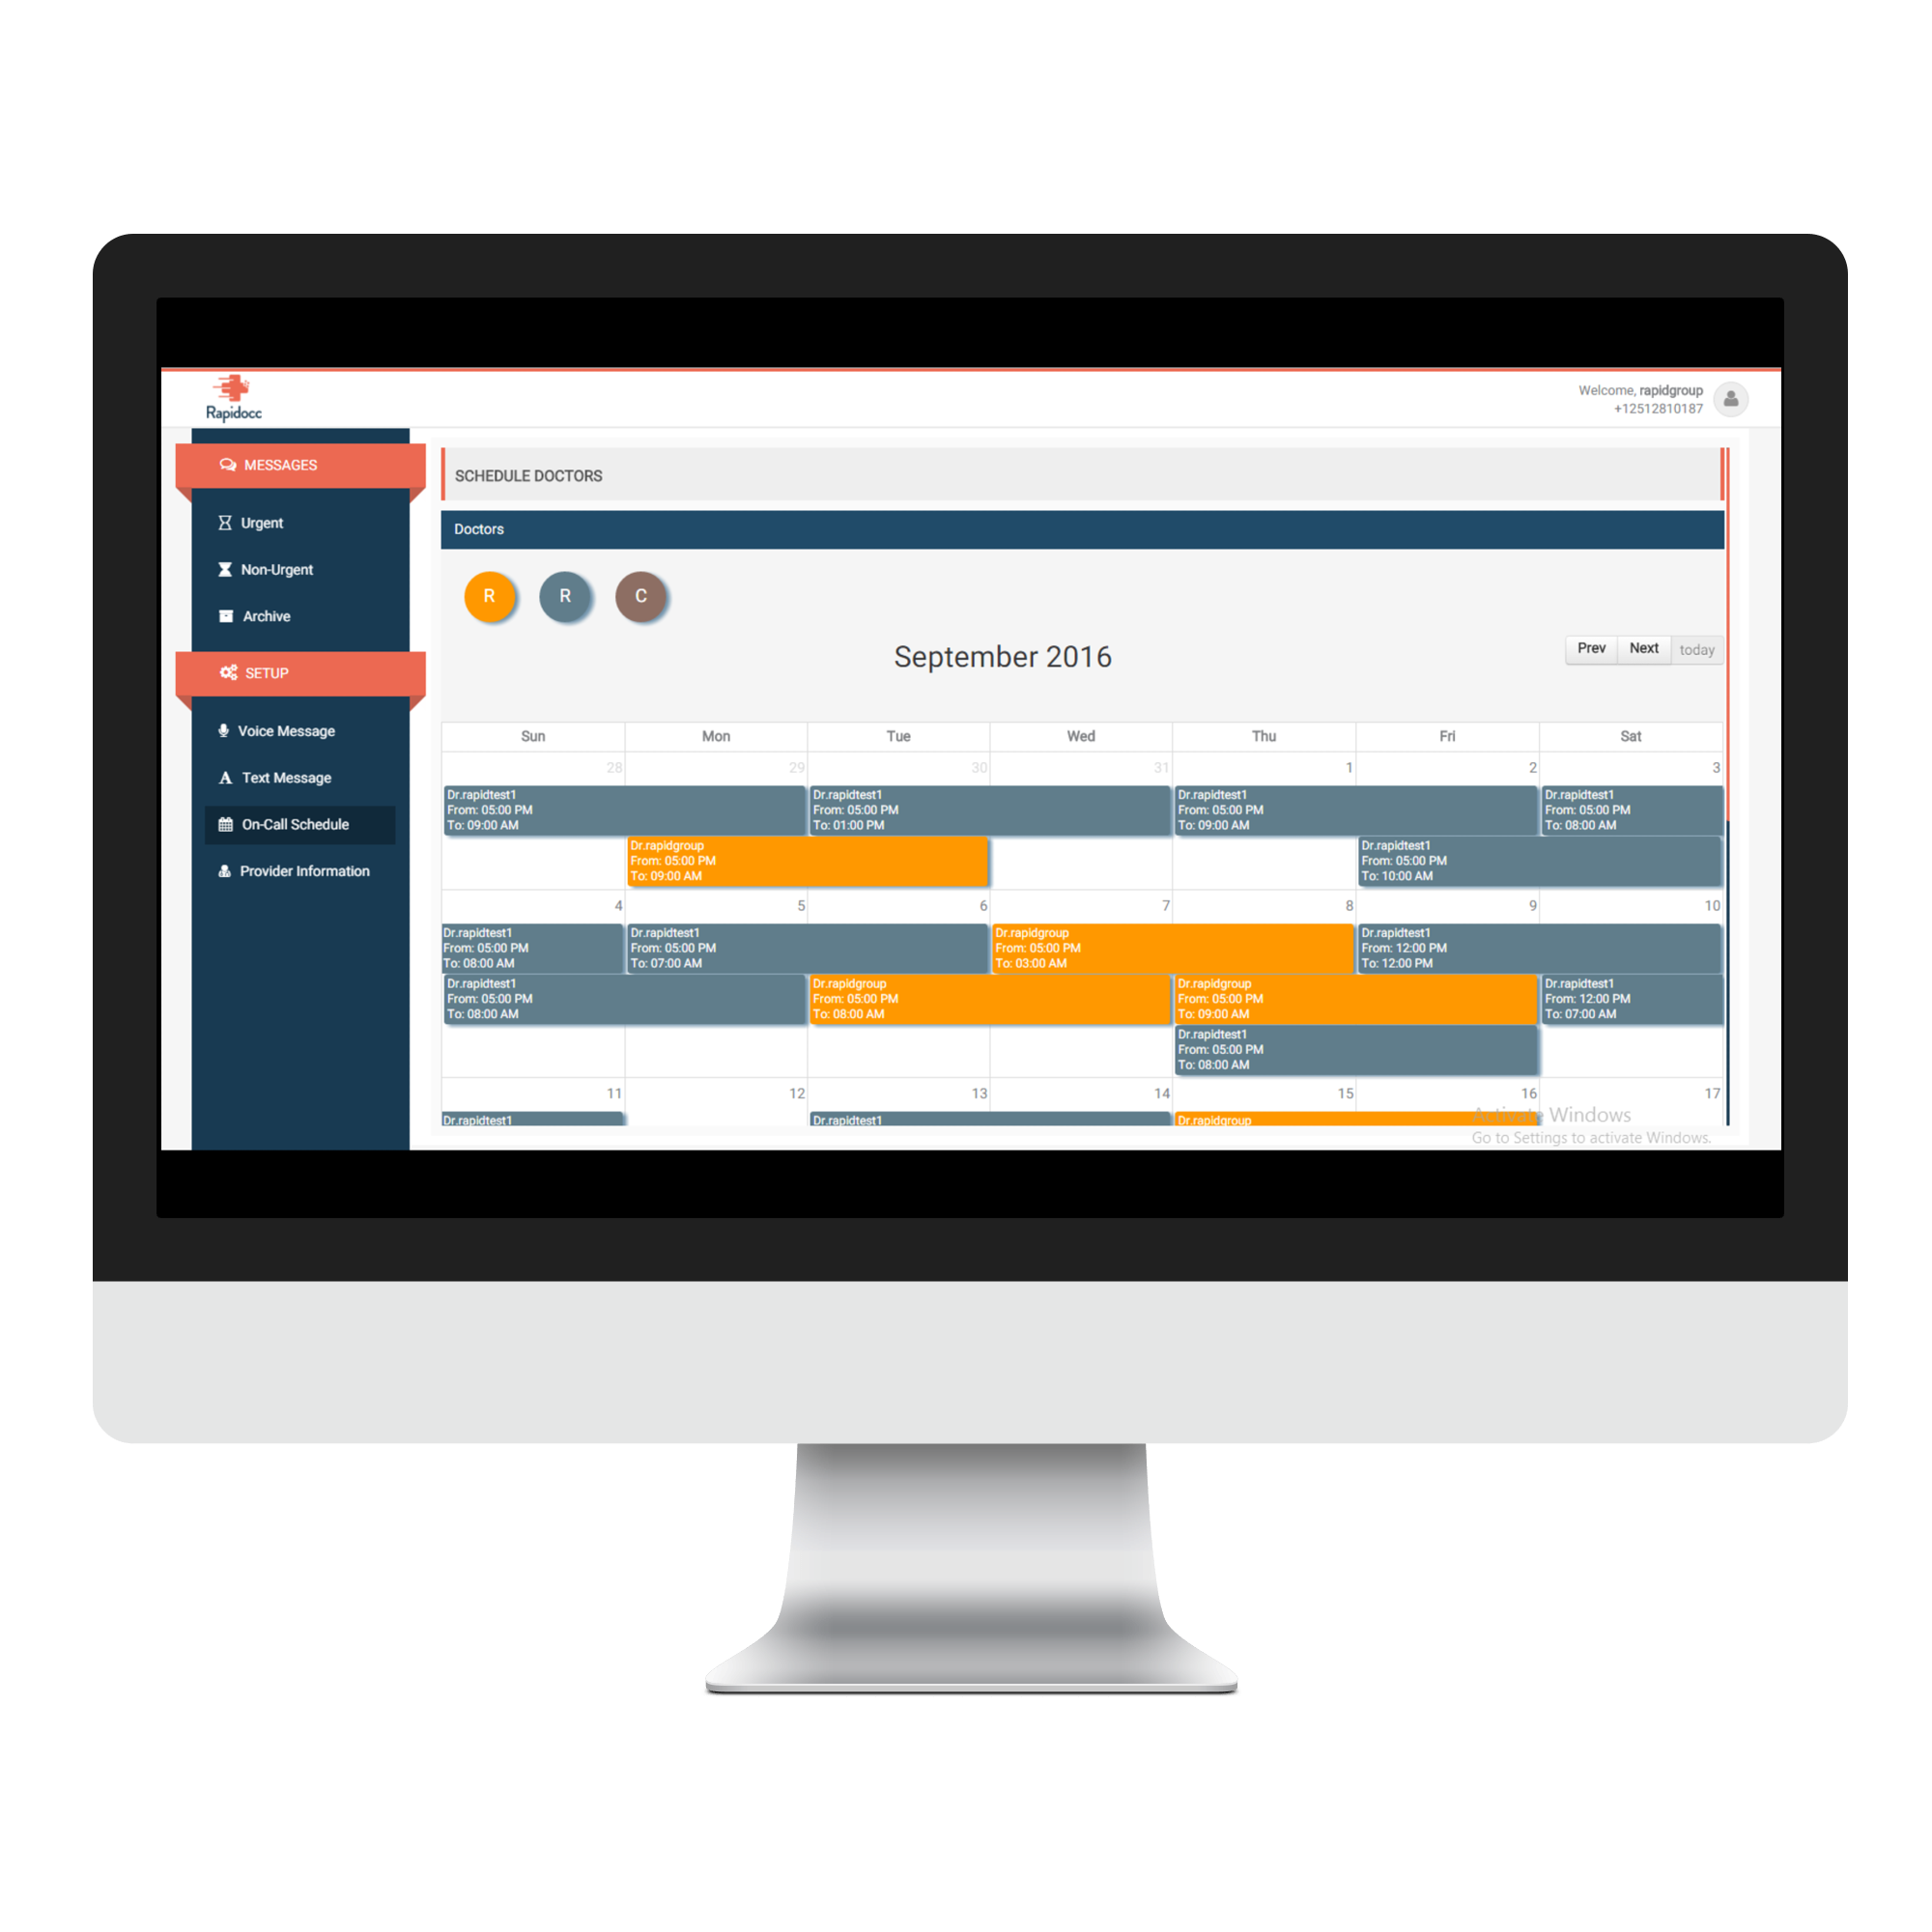 Rapidocc
Welcome, rapidgroup
+12512810187
MESSAGES
Urgent
Non-Urgent
Archive
SETUP
Voice Message
Text Message
On-Call Schedule
Provider Information
SCHEDULE DOCTORS
Doctors
R R C
September 2016
Prev Next today
Sun Mon Tue Wed Thu Fri Sat
28 29 30 31 1 2 3
Dr.rapidtest1 Dr.rapidtest1 Dr.rapidtest1 Dr.rapidtest1
From: 05:00 PM From: 05:00 PM From: 05:00 PM From: 05:00 PM
To: 09:00 AM To: 01:00 PM To: 09:00 AM To: 08:00 AM
Dr.rapidgroup Dr.rapidtest1
From: 05:00 PM From: 05:00 PM
To: 09:00 AM To: 10:00 AM
4 5 6 7 8 9 10
Dr.rapidtest1 Dr.rapidtest1 Dr.rapidgroup Dr.rapidtest1
From: 05:00 PM From: 05:00 PM From: 05:00 PM From: 12:00 PM
To: 08:00 AM To: 07:00 AM To: 03:00 AM To: 12:00 PM
Dr.rapidtest1 Dr.rapidgroup Dr.rapidgroup Dr.rapidtest1
From: 05:00 PM From: 05:00 PM From: 05:00 PM From: 12:00 PM
To: 08:00 AM To: 08:00 AM To: 09:00 AM To: 07:00 AM
Dr.rapidtest1
From: 05:00 PM
To: 08:00 AM
11 12 13 14 15 16 17
Dr.rapidtest1 Dr.rapidtest1 Dr.rapidgroup
Activate Windows
Go to Settings to activate Windows.